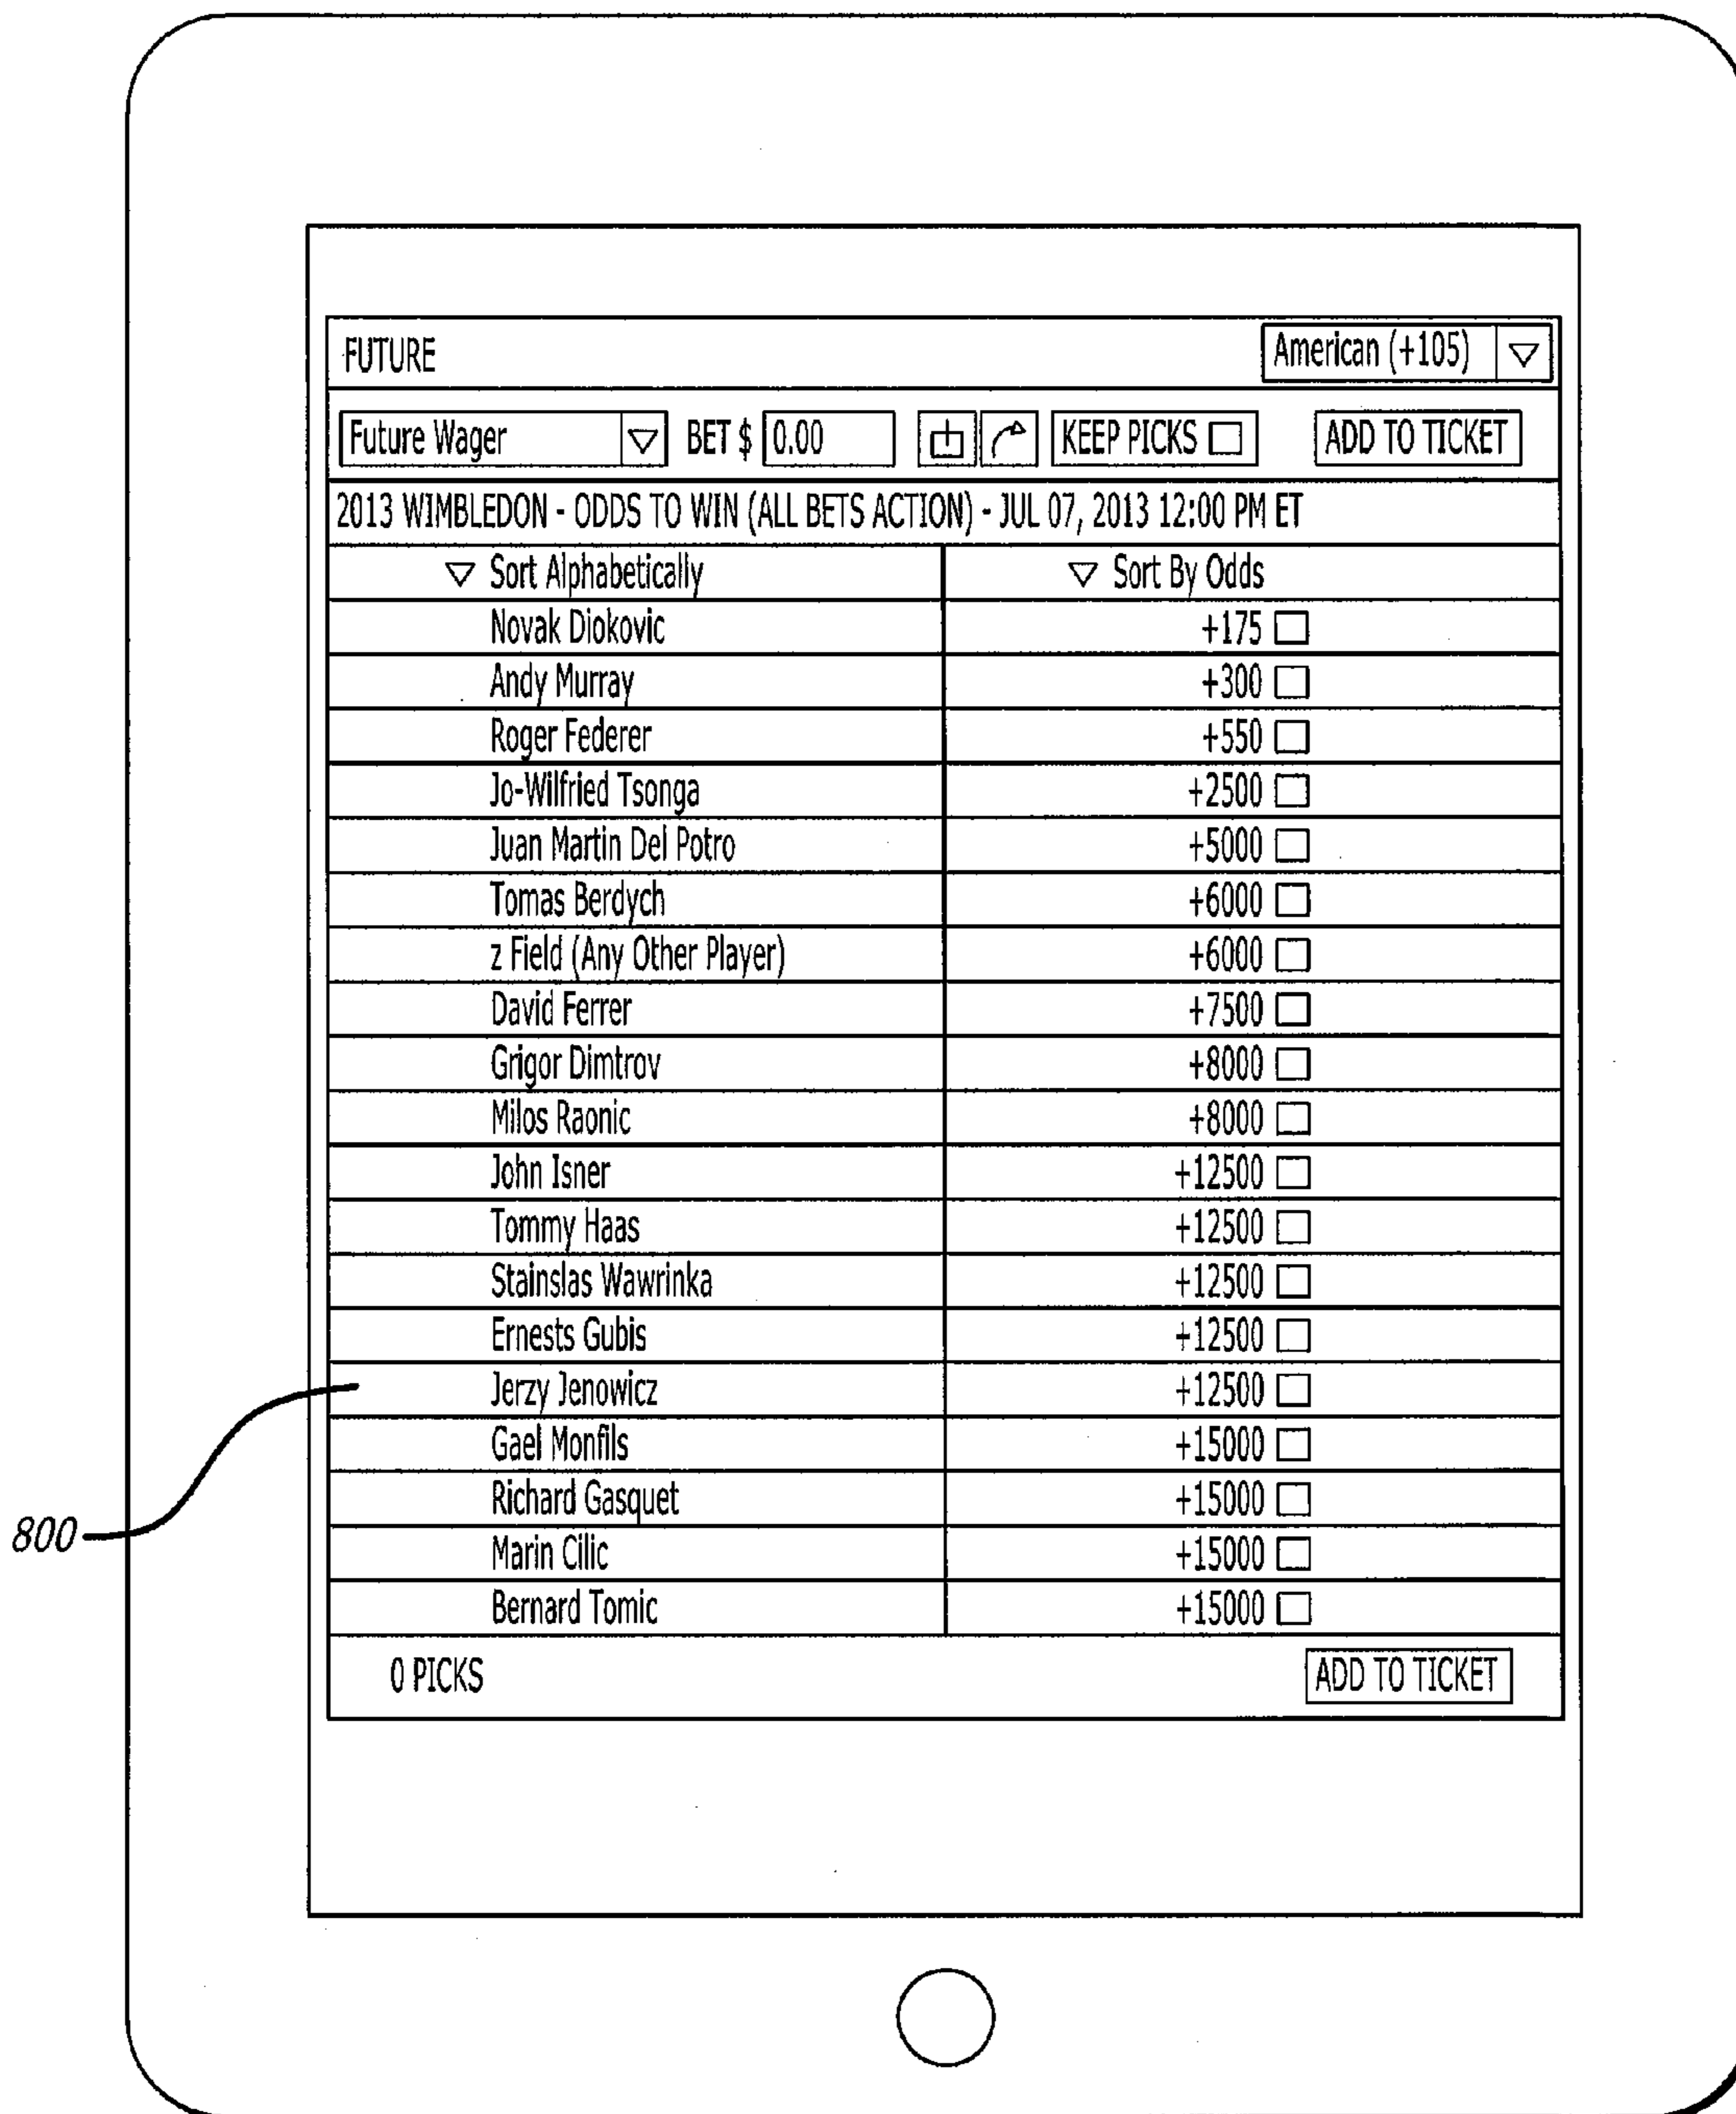 FUTURE American (+105)
Future Wager BET $ 0.00 KEEP PICKS ADD TO TICKET
2013 WIMBLEDON - ODDS TO WIN (ALL BETS ACTION) - JUL 07, 2013 12:00 PM ET
Sort Alphabetically Sort By Odds
Novak Diokovic +175
Andy Murray +300
Roger Federer +550
Jo-Wilfried Tsonga +2500
Juan Martin Del Potro +5000
Tomas Berdych +6000
z Field (Any Other Player) +6000
David Ferrer +7500
Grigor Dimtrov +8000
Milos Raonic +8000
John Isner +12500
Tommy Haas +12500
Stainslas Wawrinka +12500
Ernests Gubis +12500
Jerzy Jenowicz +12500
Gael Monfils +15000
Richard Gasquet +15000
Marin Cilic +15000
Bernard Tomic +15000
0 PICKS ADD TO TICKET
800